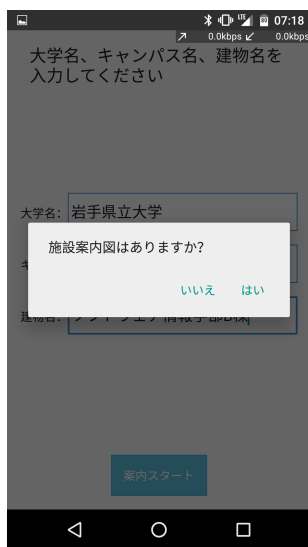 07:18
0.0kbps 0.0kbps
大学名、キャンパス名、建物名を
入力してください
大学名: 岩手県立大学
施設案内図はありますか?
いいえ はい
建物名:
案内スタート